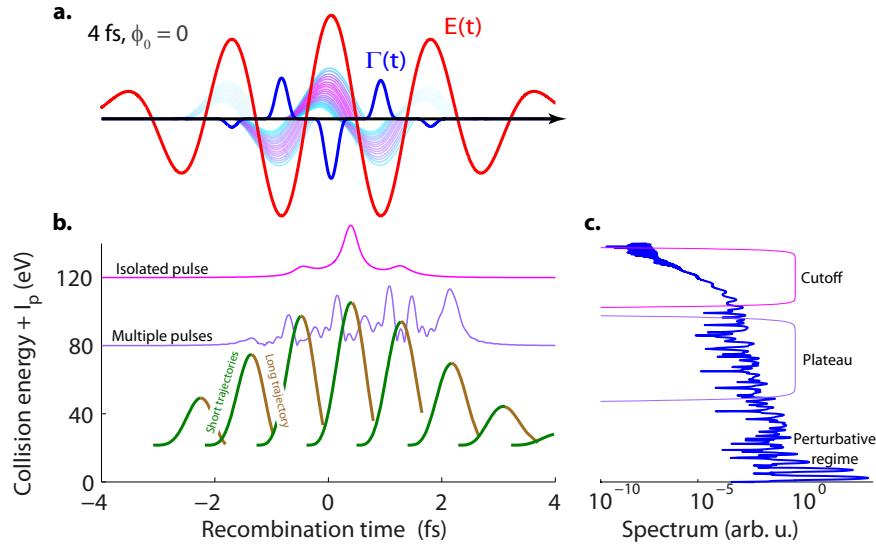 a.
4 fs, ϕ₀ = 0
E(t)
Γ(t)
b.
c.
Collision energy + Iₚ (eV)
120
80
40
0
Isolated pulse
Multiple pulses
Short trajectories
Long trajectory
−4
−2
0
2
4
Recombination time (fs)
Cutoff
Plateau
Perturbative
regime
10⁻¹⁰
10⁻⁵
10⁰
Spectrum (arb. u.)